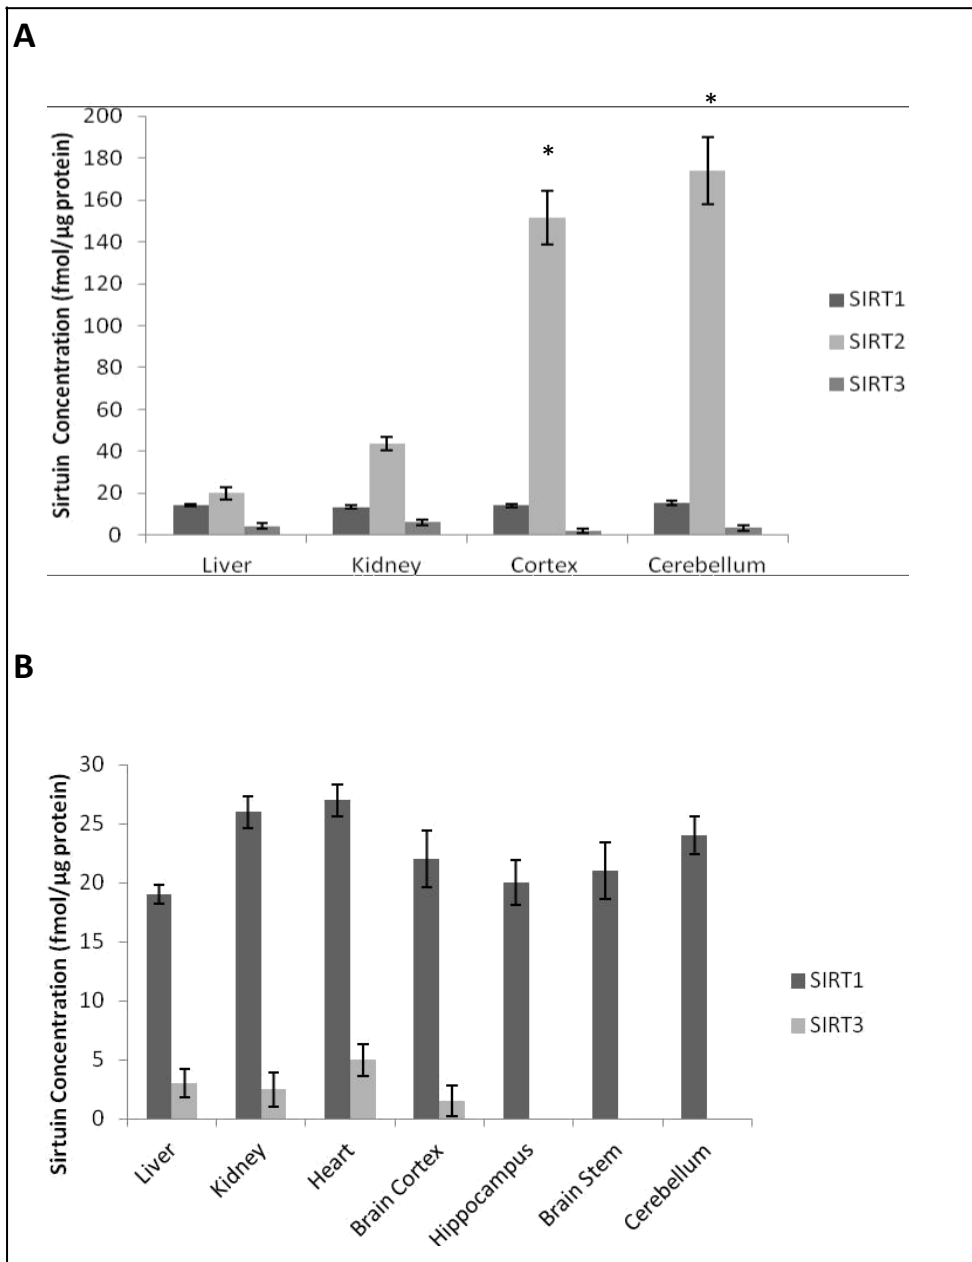 A
*
*
Sirtuin Concentration (fmol/µg protein)
200
180
160
140
120
100
80
60
40
20
0
Liver Kidney Cortex Cerebellum
SIRT1
SIRT2
SIRT3
B
Sirtuin Concentration (fmol/µg protein)
30
25
20
15
10
5
0
Liver Kidney Heart Brain Cortex Hippocampus Brain Stem Cerebellum
SIRT1
SIRT3